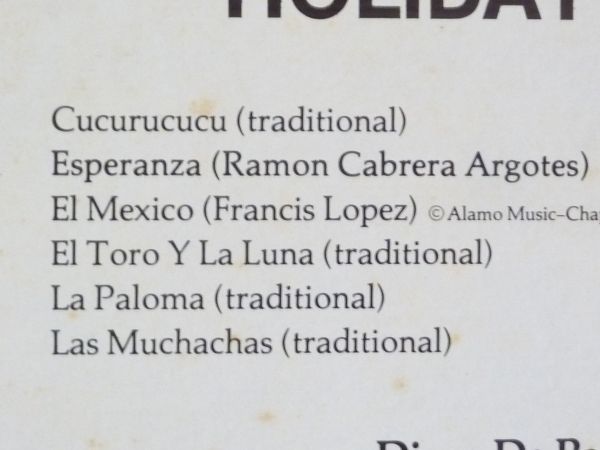 HOLIDAY
Cucurucucu (traditional)
Esperanza (Ramon Cabrera Argotes)
El Mexico (Francis Lopez) © Alamo Music–Cha
El Toro Y La Luna (traditional)
La Paloma (traditional)
Las Muchachas (traditional)